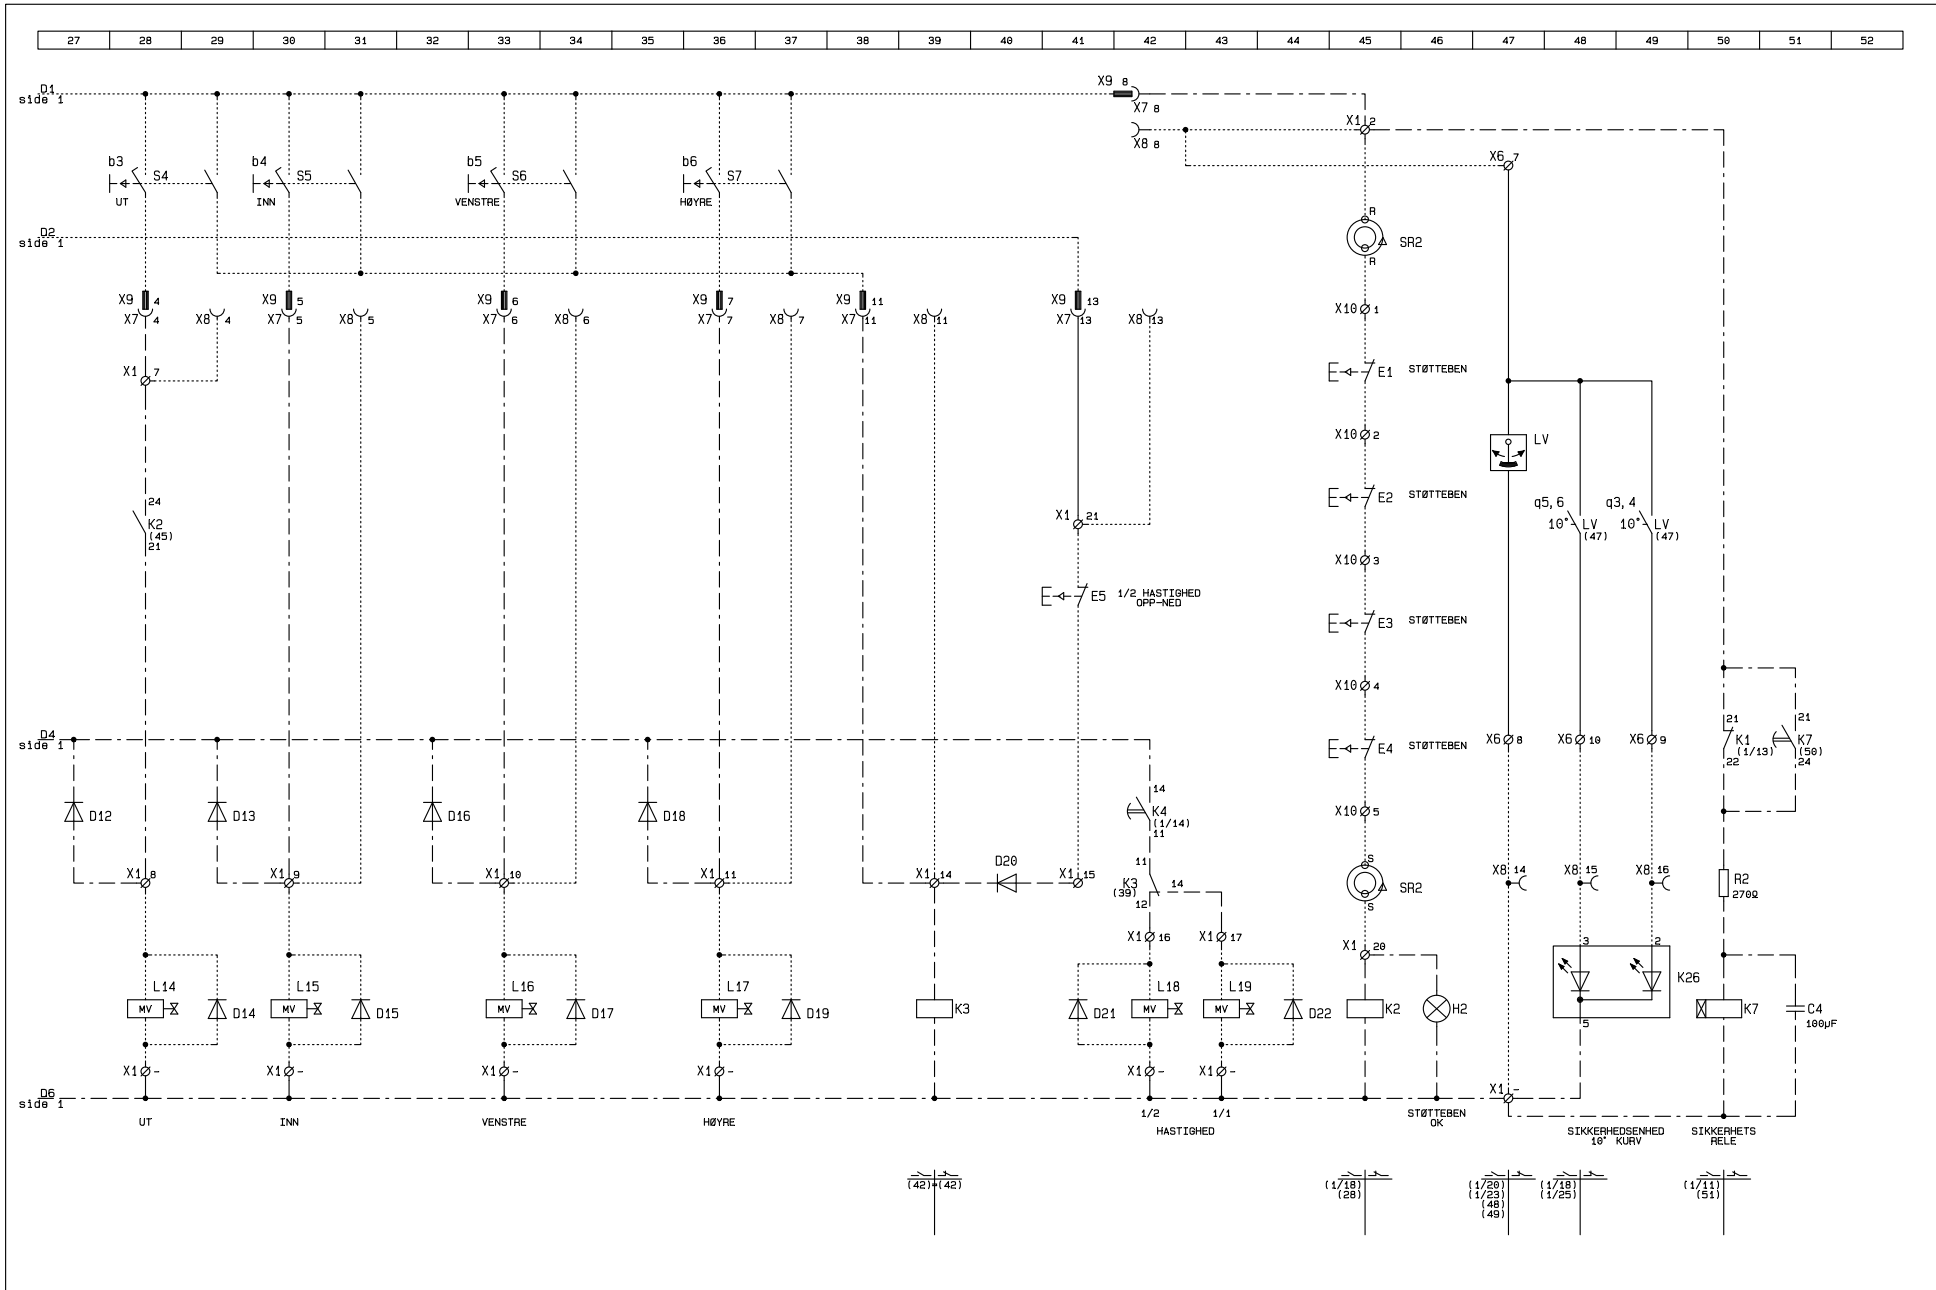 27 28 29 30 31 32 33 34 35 36 37 38 39 40 41 42 43 44 45 46 47 48 49 50 51 52
X9 8
D1
side 1
X7 8
X1 2
X8 8
X6 7
b3 S4
UT
b4 S5
INN
b5 S6
VENSTRE
b6 S7
HØYRE
R
SR2
R
D2
side 1
X9 4
X7 4
X8 4
X9 5
X7 5
X8 5
X9 6
X7 6
X8 6
X9 7
X7 7
X8 7
X9 11
X7 11
X8 11
X9 13
X7 13
X8 13
X10 1
X1 7
E1 STØTTEBEN
X10 2
LV
24
K2
(45)
21
X1 21
E2 STØTTEBEN
q5,6
10° LV
(47)
q3,4
10° LV
(47)
X10 3
E5 1/2 HASTIGHED
OPP-NED
E3 STØTTEBEN
X10 4
D4
side 1
E4 STØTTEBEN
X6 8
X6 10
X6 9
21
K1
(1/13)
22
21
K7
(50)
24
D12
D13
D16
D18
14
K4
(1/14)
11
X10 5
X1 8
X1 9
X1 10
X1 11
X1 14
D20
X1 15
11
K3
(39)
14
12
S
SR2
S
X8 14
X8 15
X8 16
R2
270Ω
X1 16
X1 17
X1 20
3
2
K26
5
L14
MV
D14
L15
MV
D15
L16
MV
D17
L17
MV
D19
K3
D21
L18
MV
L19
MV
D22
K2
H2
K7
C4
100µF
X1 -
X1 -
X1 -
X1 -
X1 -
X1 -
X1 -
D6
side 1
UT
INN
VENSTRE
HØYRE
1/2
1/1
HASTIGHED
STØTTEBEN
OK
SIKKERHEDSENHED
10° KURV
SIKKERHETS
RELE
(42) (42)
(1/18)
(28)
(1/20)
(1/23)
(48)
(49)
(1/18)
(1/25)
(1/11)
(51)